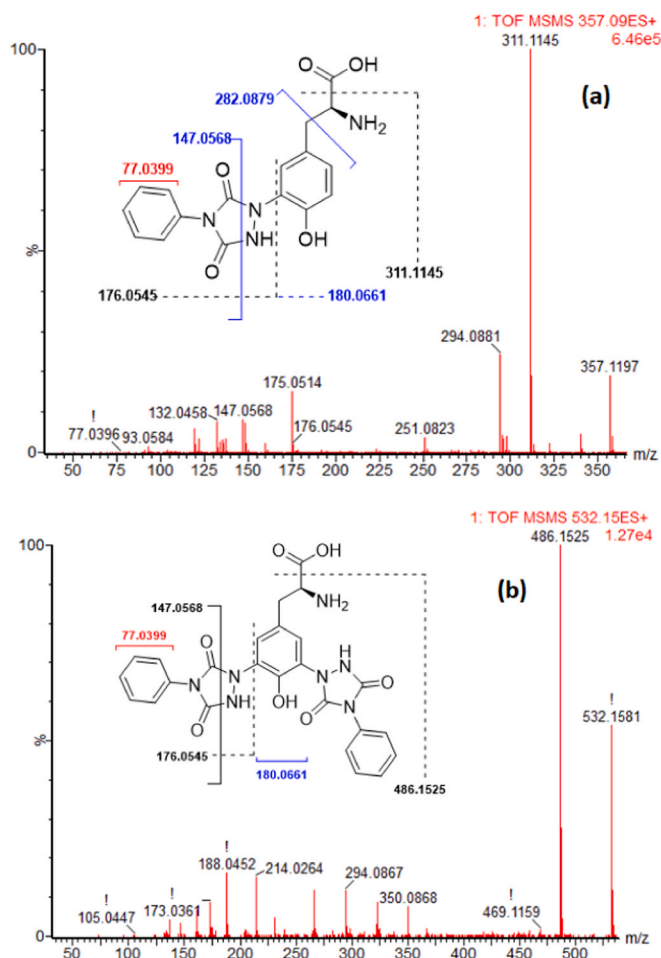 1: TOF MSMS 357.09ES+
311.1145
6.46e5
100
(a)
O
OH
282.0879
NH2
147.0568
77.0399
O
N
N
NH
OH
O
311.1145
176.0545
180.0661
%
294.0881
357.1197
175.0514
!
132.0458
147.0568
176.0545
251.0823
77.0396
93.0584
0
m/z
50
75
100
125
150
175
200
225
250
275
300
325
350
1: TOF MSMS 532.15ES+
486.1525
1.27e4
100
(b)
O
OH
NH2
147.0568
77.0399
O
NH
N
N
N
O
NH
OH
N
O
O
O
N
176.0545
180.0661
486.1525
!
532.1581
%
!
188.0452
214.0264
294.0867
!
!
350.0868
!
105.0447
173.0361
469.1159
0
m/z
50
100
150
200
250
300
350
400
450
500